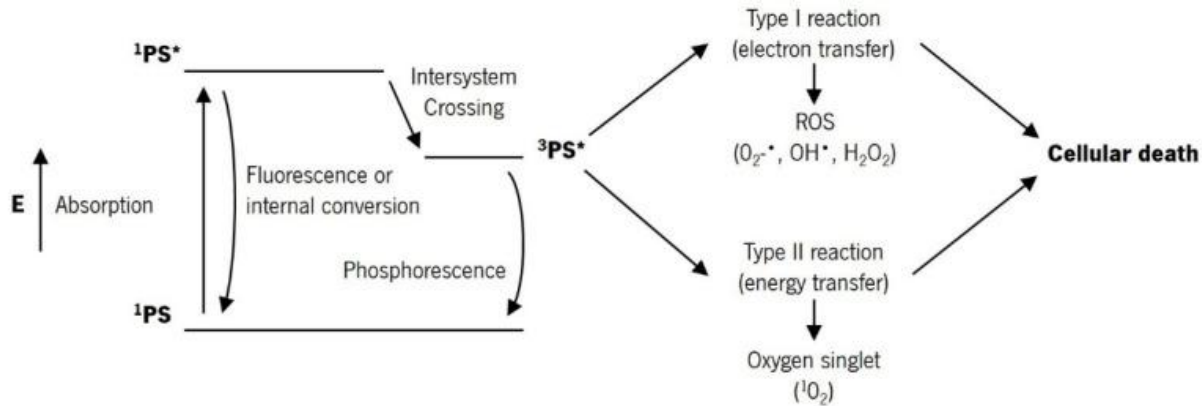 ¹PS*
Intersystem
Crossing
³PS*
E
Absorption
Fluorescence or
internal conversion
Phosphorescence
¹PS
Type I reaction
(electron transfer)
ROS
(O₂-•, OH•, H₂O₂)
Cellular death
Type II reaction
(energy transfer)
Oxygen singlet
(¹O₂)